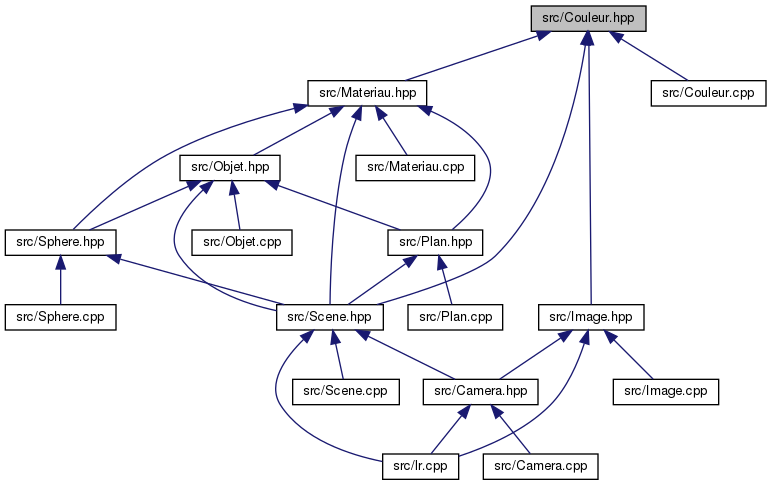 src/Couleur.hpp
src/Materiau.hpp
src/Couleur.cpp
src/Objet.hpp
src/Materiau.cpp
src/Sphere.hpp
src/Objet.cpp
src/Plan.hpp
src/Sphere.cpp
src/Scene.hpp
src/Plan.cpp
src/Image.hpp
src/Scene.cpp
src/Camera.hpp
src/Image.cpp
src/lr.cpp
src/Camera.cpp